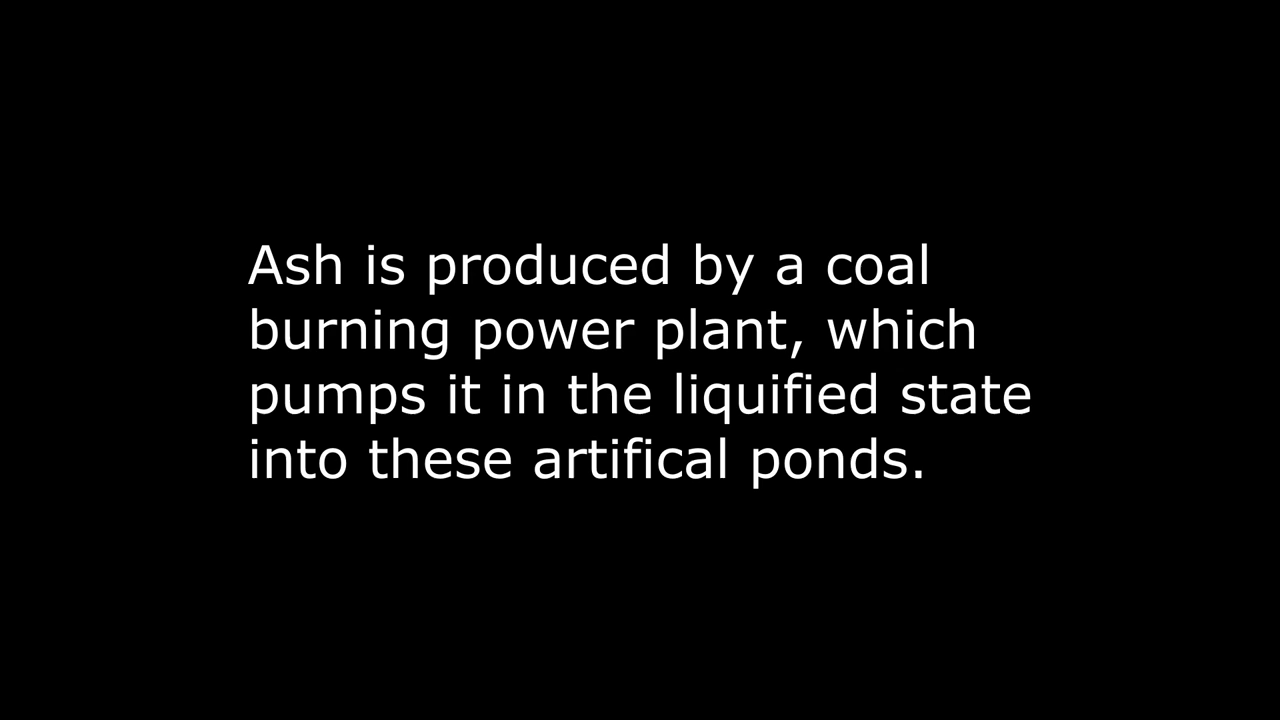 Ash is produced by a coal
burning power plant, which
pumps it in the liquified state
into these artifical ponds.